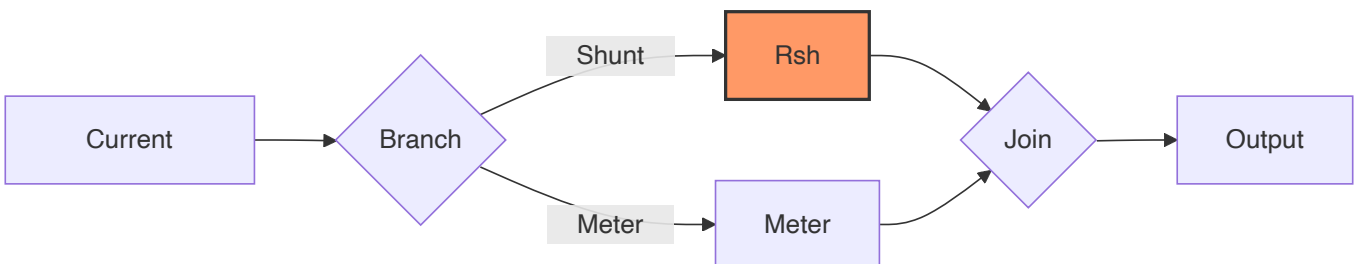 Current
Branch
Shunt
Rsh
Meter
Meter
Join
Output